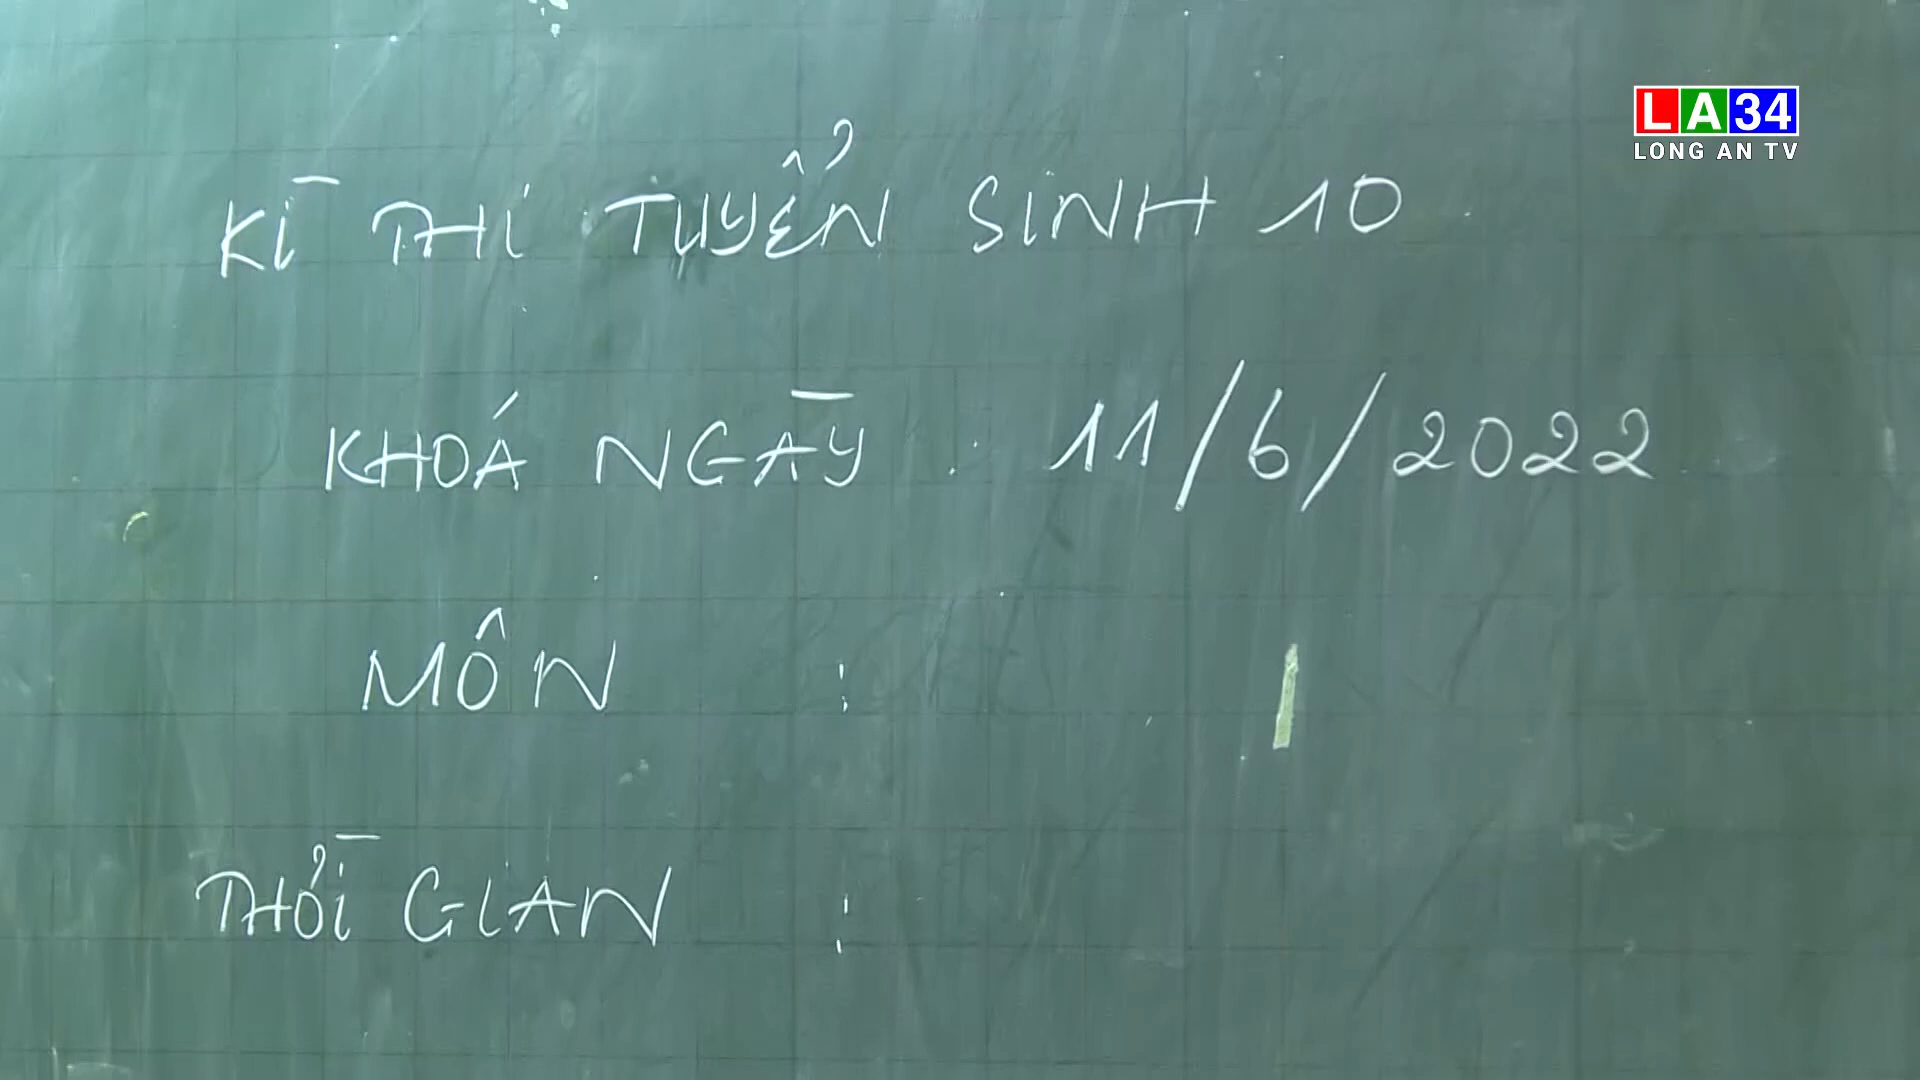 LA34
LONG AN TV
KÌ THI TUYỂN SINH 10
KHOÁ NGÀY : 11/6/2022
MÔN :
THỜI GIAN :